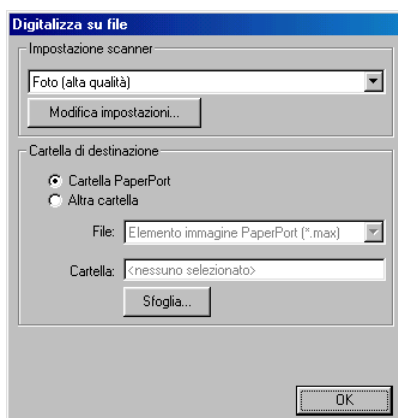 Digitalizza su file
Impostazione scanner
Foto (alta qualità)
Modifica impostazioni...
Cartella di destinazione
Cartella PaperPort
Altra cartella
File: Elemento immagine PaperPort (*.max)
Cartella: <nessuno selezionato>
Sfoglia...
OK